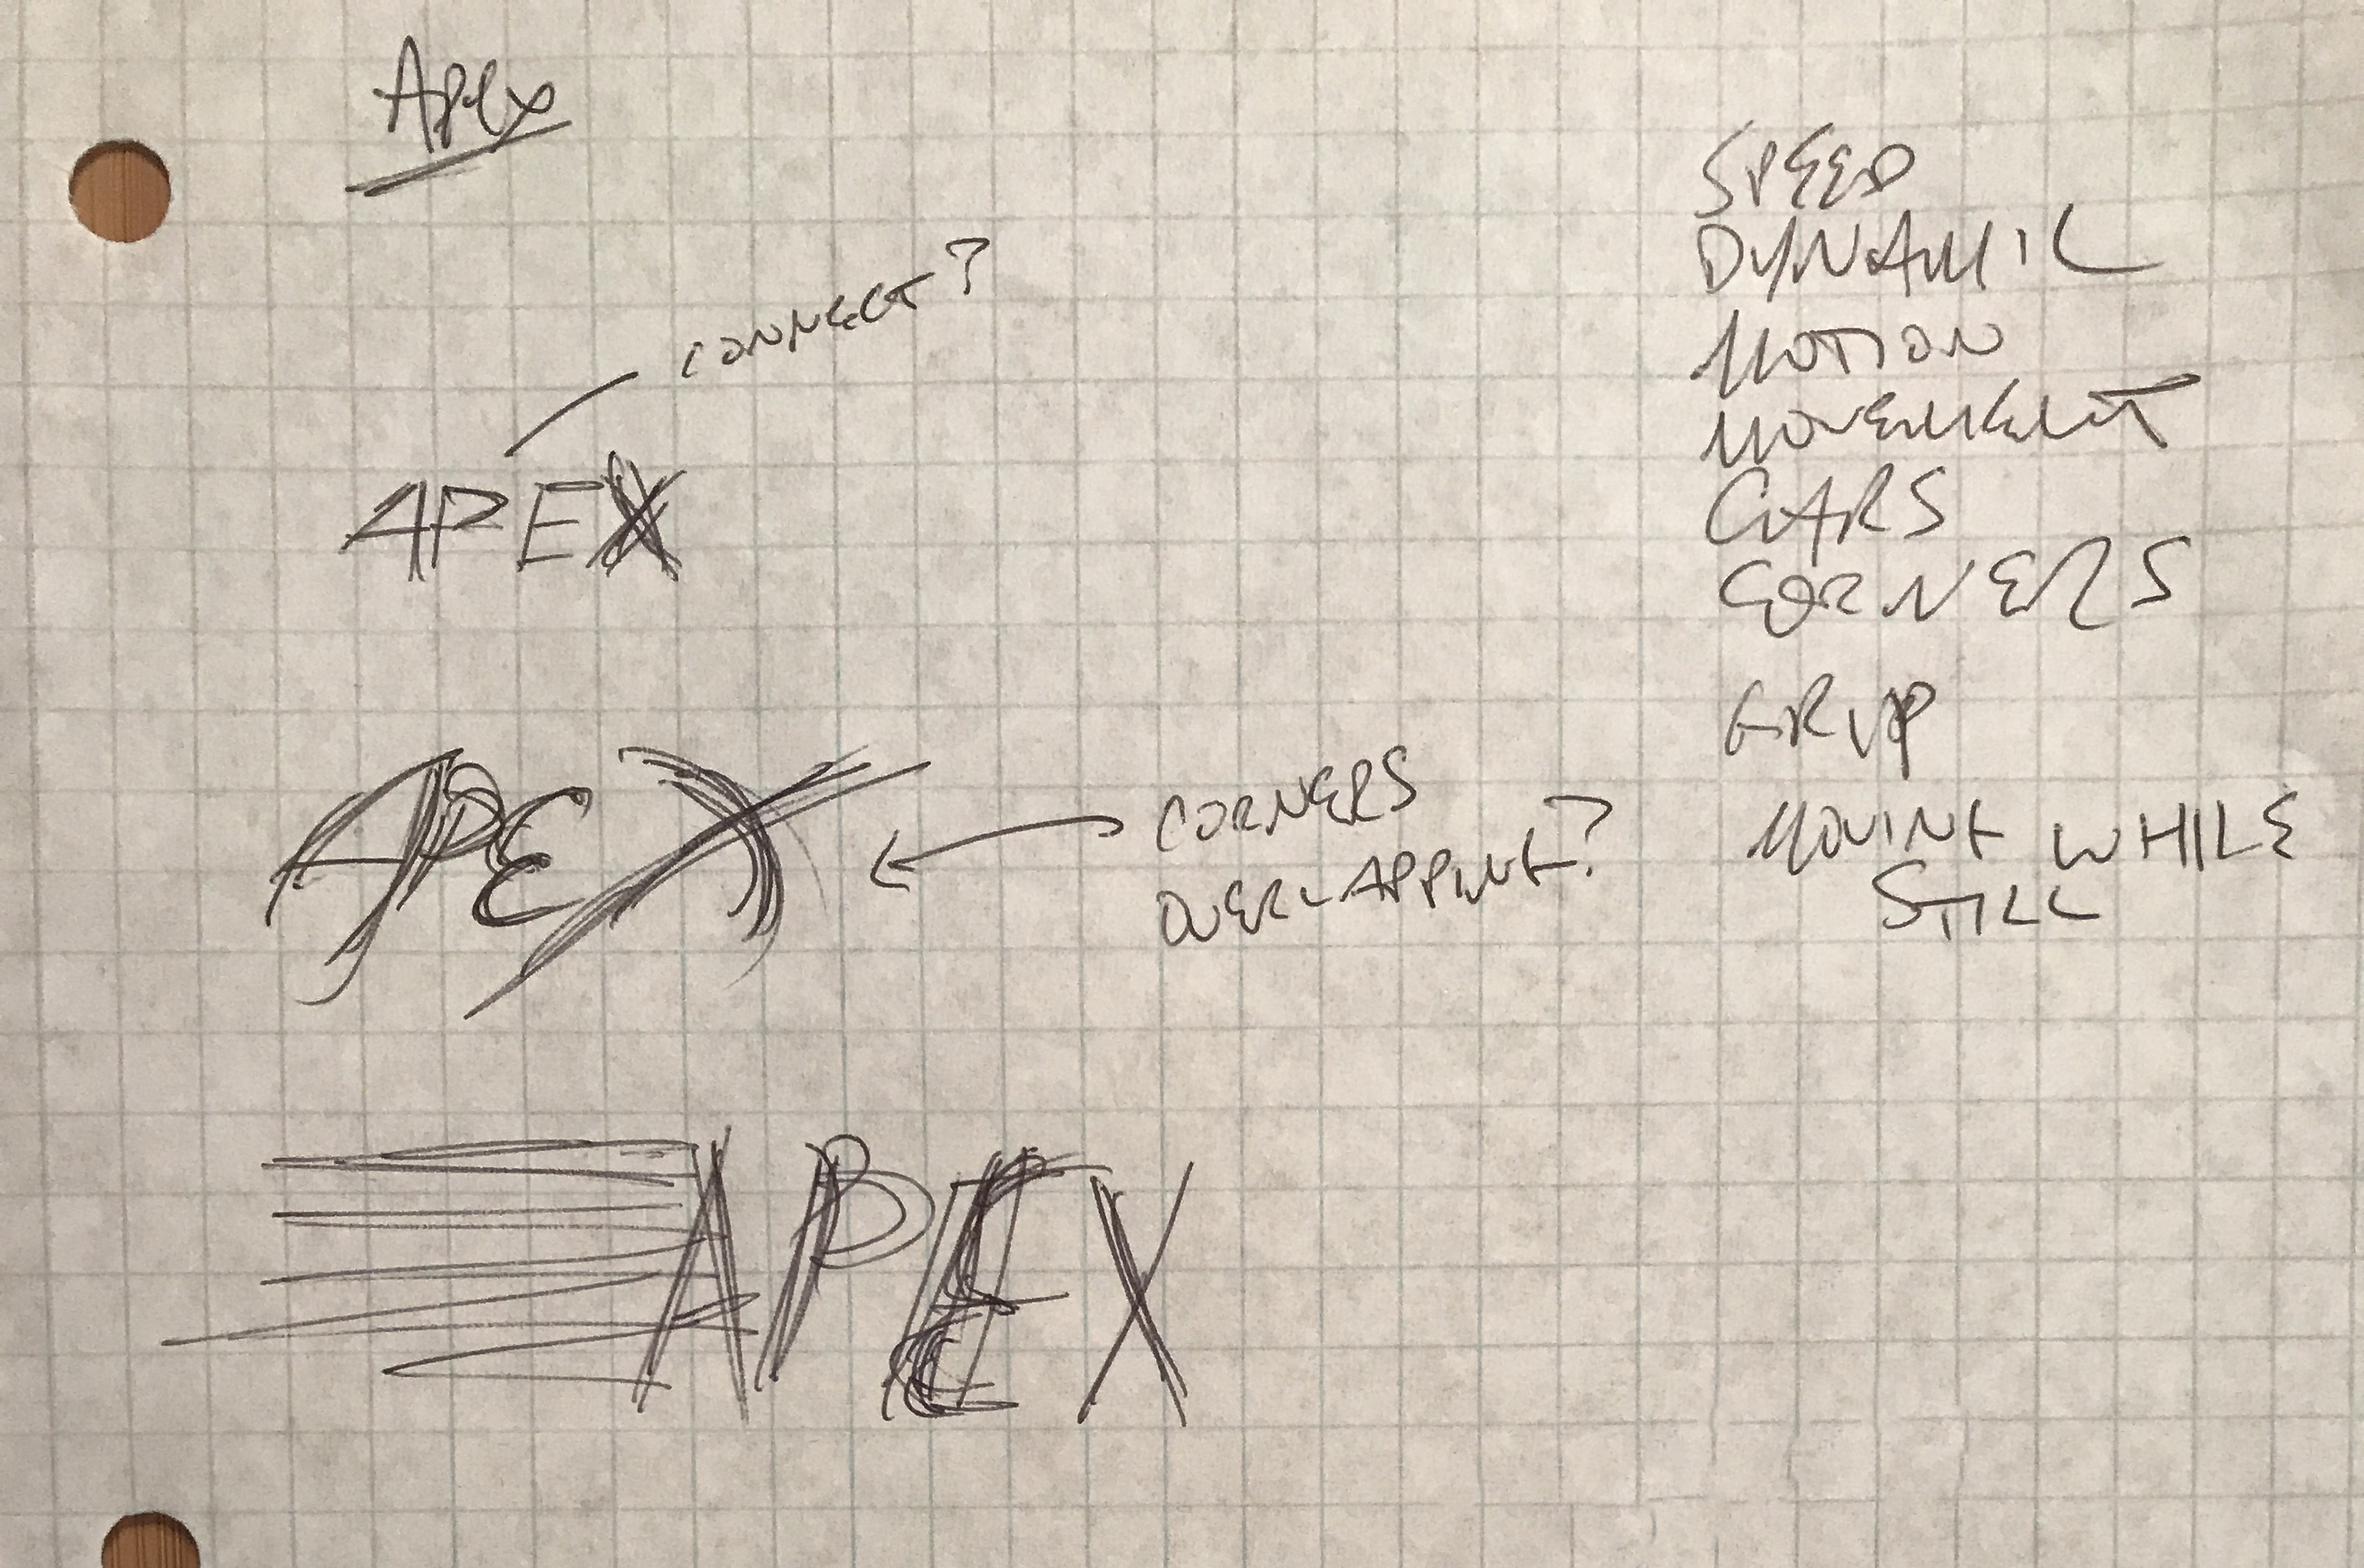 Apex
CONNECT?
APEX
APEX
CORNERS
OVERLAPPING?
APEX
SPEED
DYNAMIC
MOTION
MOVEMENT
CARS
CORNERS
GRIP
MOVING WHILE
STILL